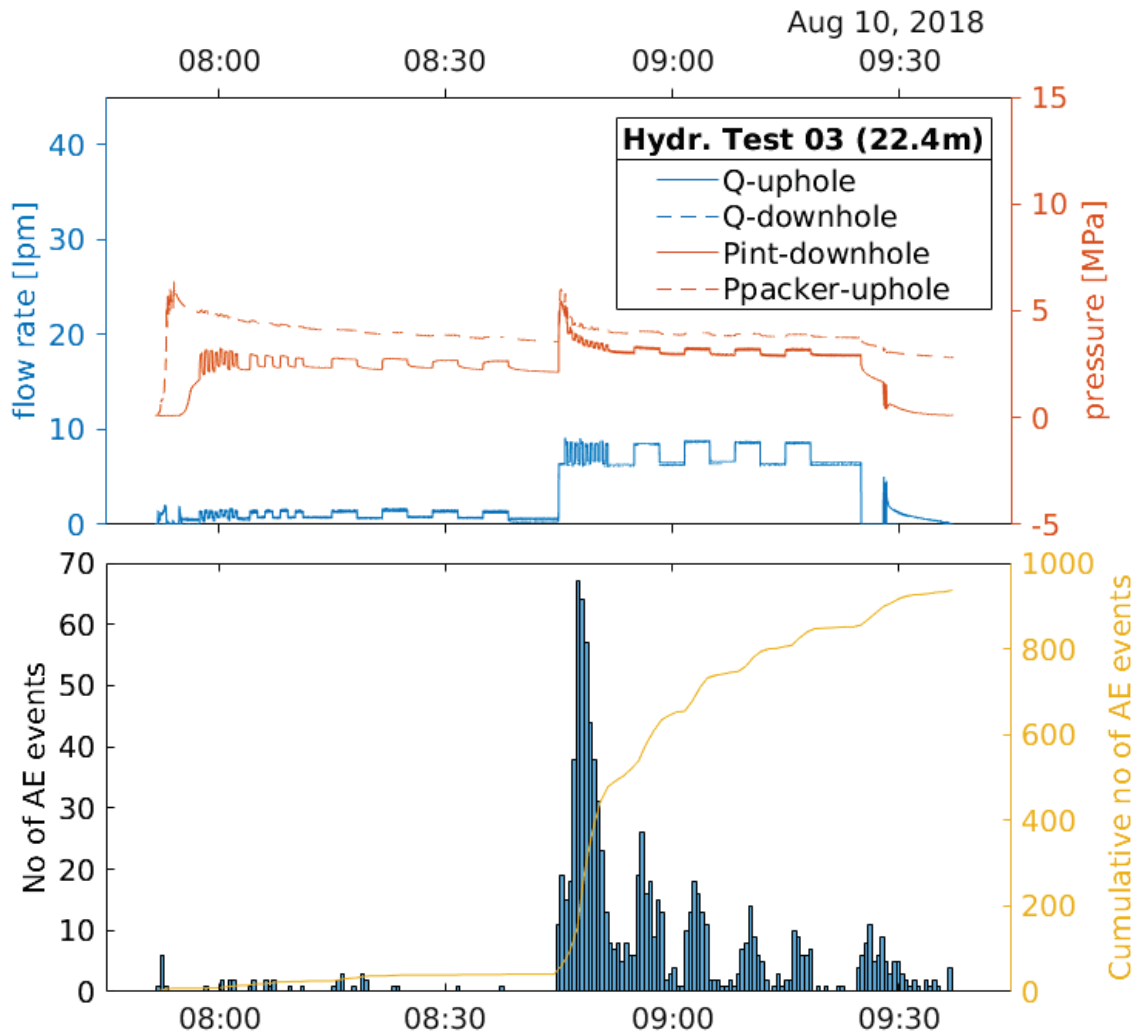 Aug 10, 2018
08:00 08:30 09:00 09:30
40
30
20
10
0
flow rate [lpm]
15
10
5
0
-5
pressure [MPa]
Hydr. Test 03 (22.4m)
Q-uphole
Q-downhole
Pint-downhole
Ppacker-uphole
70
60
50
40
30
20
10
0
No of AE events
1000
800
600
400
200
0
Cumulative no of AE events
08:00 08:30 09:00 09:30